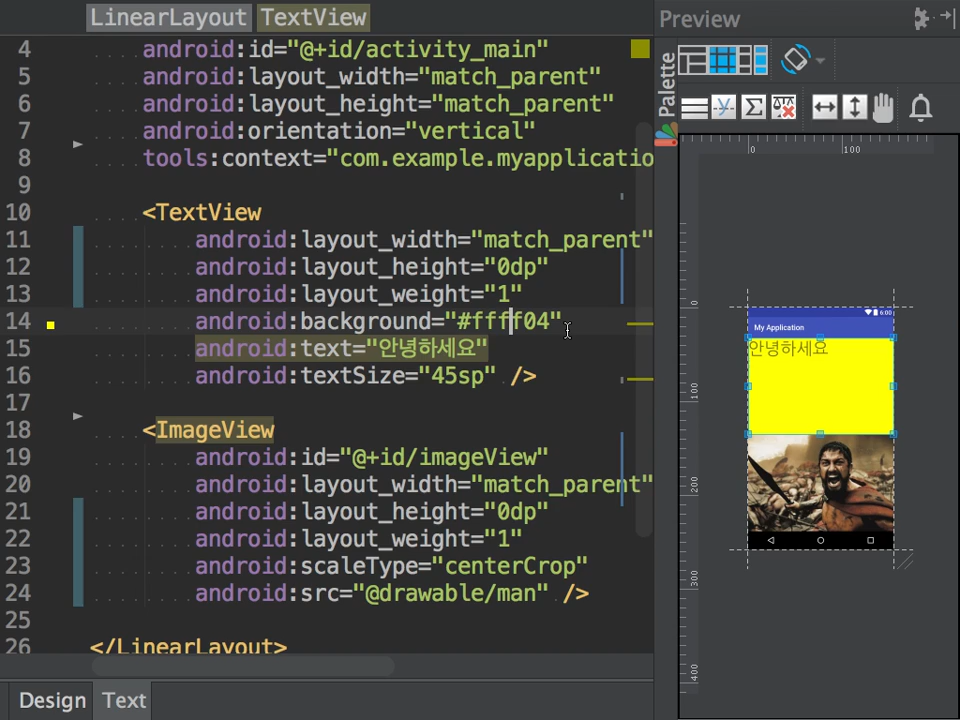 LinearLayout TextView
4 android:id="@+id/activity_main"
5 android:layout_width="match_parent"
6 android:layout_height="match_parent"
7 android:orientation="vertical"
8 tools:context="com.example.myapplicatio
9
10 <TextView
11 android:layout_width="match_parent"
12 android:layout_height="0dp"
13 android:layout_weight="1"
14 android:background="#ffff04"
15 android:text="안녕하세요"
16 android:textSize="45sp" />
17
18 <ImageView
19 android:id="@+id/imageView"
20 android:layout_width="match_parent"
21 android:layout_height="0dp"
22 android:layout_weight="1"
23 android:scaleType="centerCrop"
24 android:src="@drawable/man" />
25
26 </LinearLayout>
Design Text
Preview
Palette
0 100
0
100
200
300
400
6:00
My Application
안녕하세요